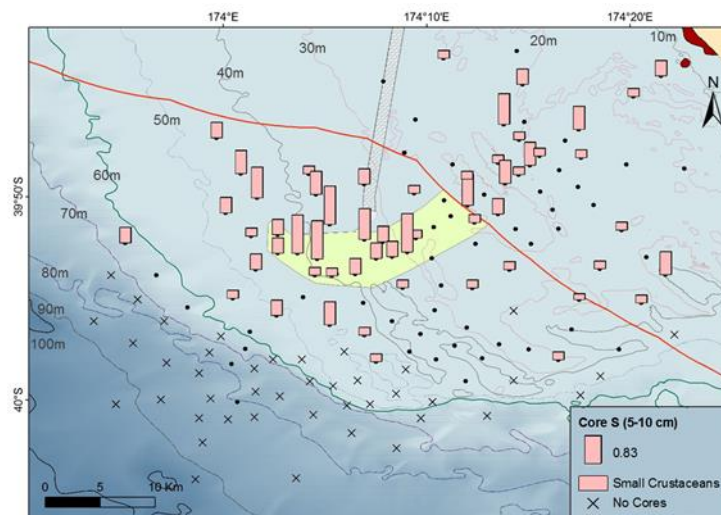 174°E 174°10'E 174°20'E
10m
20m
30m
40m
50m
60m
70m
80m
90m
100m
N
39°50'S
40°S
Core S (5-10 cm)
0.83
Small Crustaceans
No Cores
0 5 10 Km